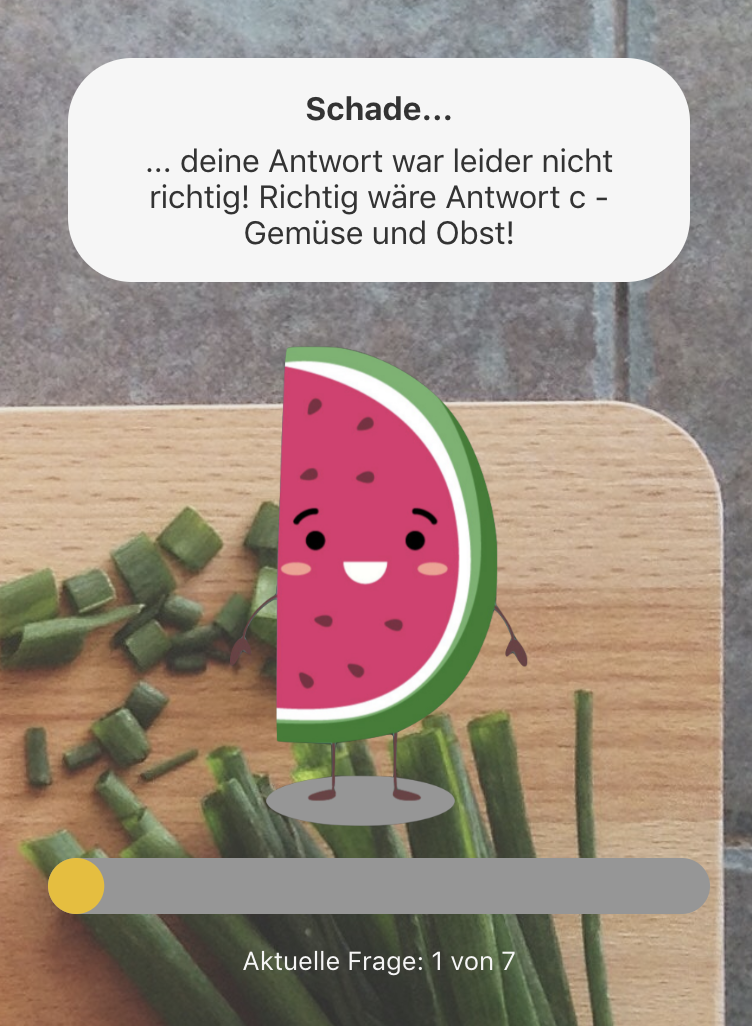 Schade...
... deine Antwort war leider nicht
richtig! Richtig wäre Antwort c -
Gemüse und Obst!
Aktuelle Frage: 1 von 7